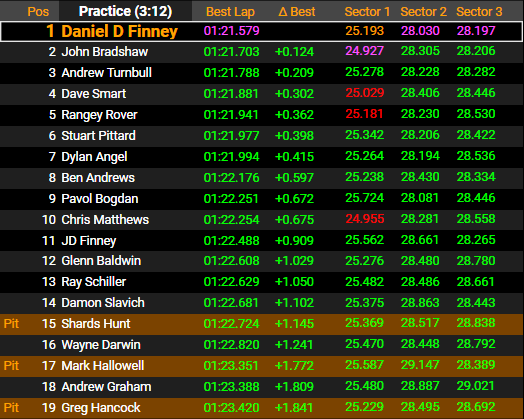 Pos Practice (3:12) Best Lap Δ Best Sector 1 Sector 2 Sector 3
1 Daniel D Finney 01:21.579 25.193 28.030 28.197
2 John Bradshaw 01:21.703 +0.124 24.927 28.305 28.206
3 Andrew Turnbull 01:21.788 +0.209 25.278 28.228 28.282
4 Dave Smart 01:21.881 +0.302 25.029 28.406 28.446
5 Rangey Rover 01:21.941 +0.362 25.181 28.230 28.530
6 Stuart Pittard 01:21.977 +0.398 25.342 28.206 28.422
7 Dylan Angel 01:21.994 +0.415 25.264 28.194 28.536
8 Ben Andrews 01:22.176 +0.597 25.238 28.430 28.334
9 Pavol Bogdan 01:22.251 +0.672 25.724 28.081 28.446
10 Chris Matthews 01:22.254 +0.675 24.955 28.281 28.558
11 JD Finney 01:22.488 +0.909 25.562 28.661 28.265
12 Glenn Baldwin 01:22.608 +1.029 25.276 28.480 28.780
13 Ray Schiller 01:22.629 +1.050 25.482 28.486 28.661
14 Damon Slavich 01:22.681 +1.102 25.375 28.863 28.443
Pit 15 Shards Hunt 01:22.724 +1.145 25.369 28.517 28.838
16 Wayne Darwin 01:22.820 +1.241 25.470 28.448 28.792
Pit 17 Mark Hallowell 01:23.351 +1.772 25.587 29.147 28.389
18 Andrew Graham 01:23.388 +1.809 25.480 28.887 29.021
Pit 19 Greg Hancock 01:23.420 +1.841 25.229 28.495 28.692